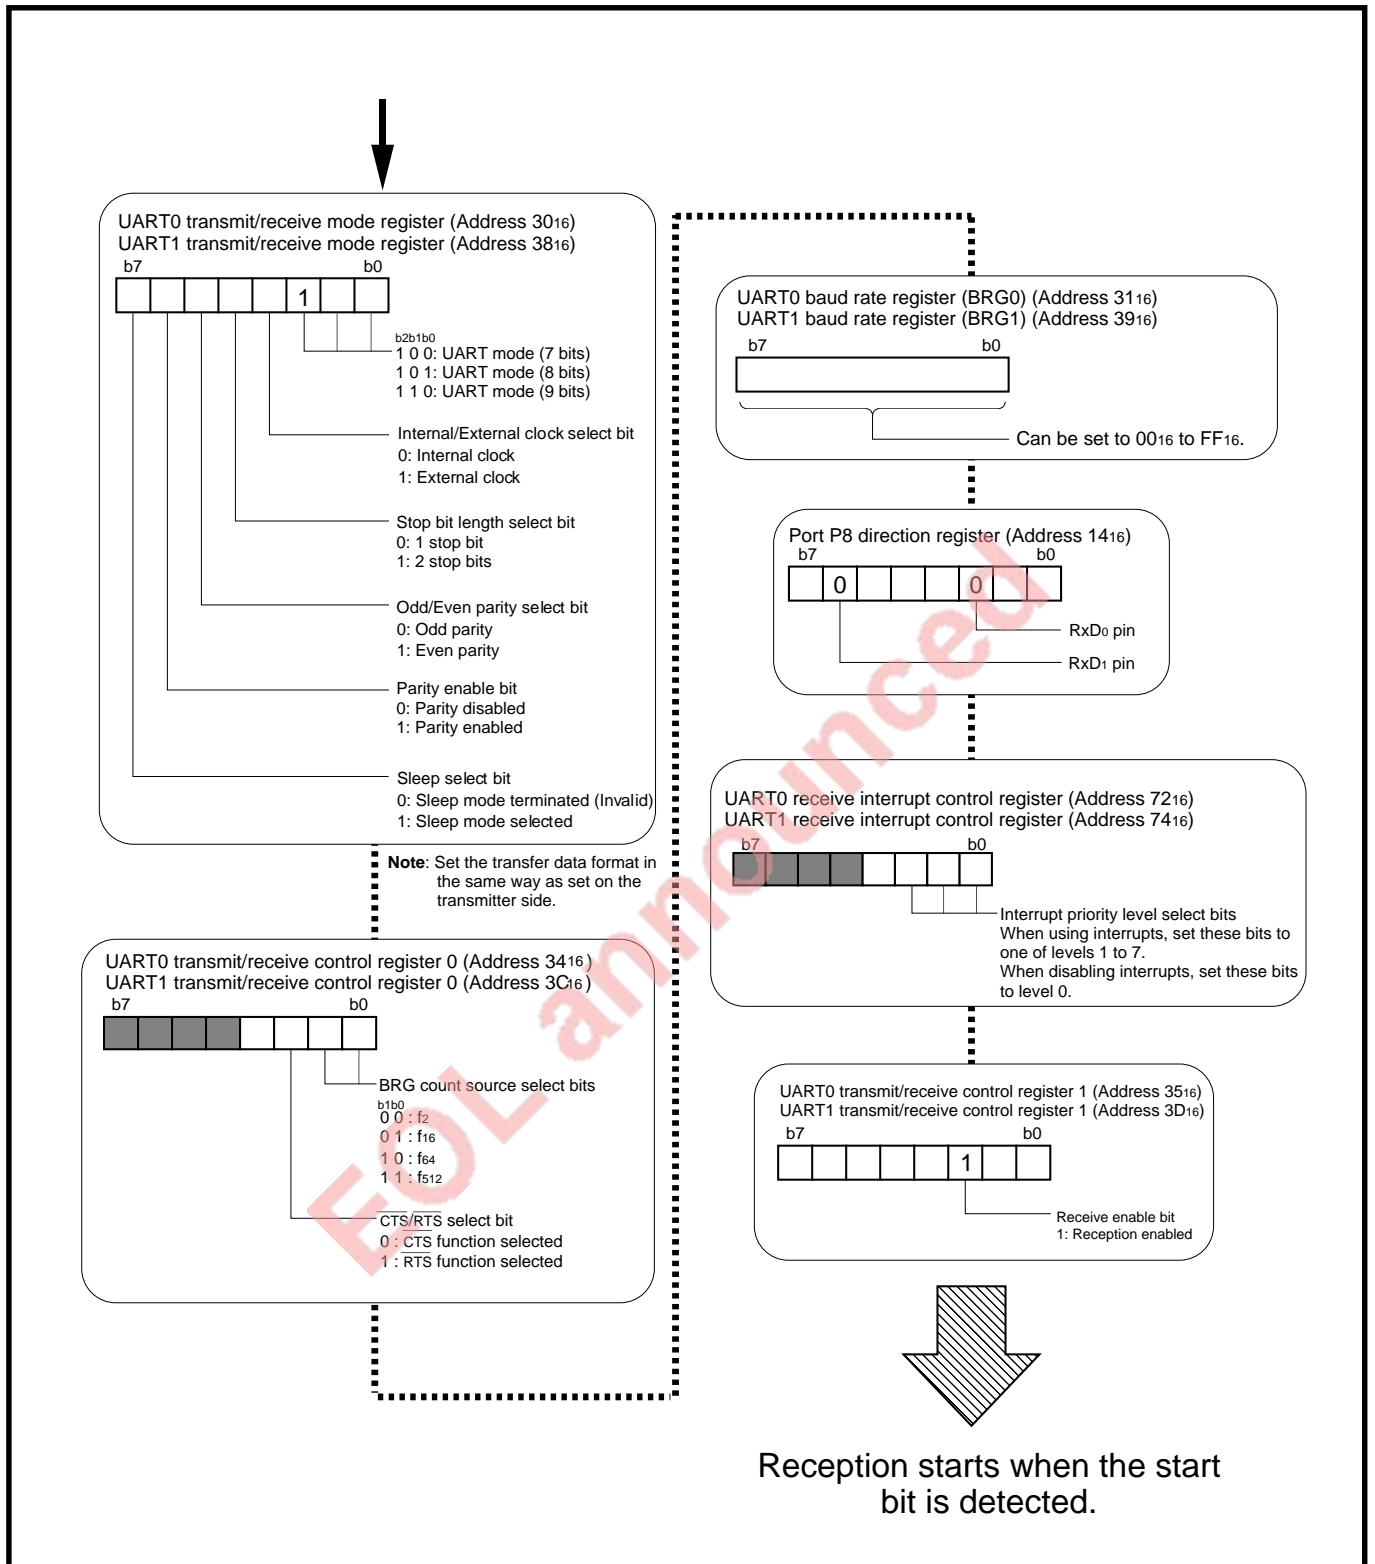 UART0 transmit/receive mode register (Address 3016)
UART1 transmit/receive mode register (Address 3816)
b7 b0
1
b2b1b0
1 0 0: UART mode (7 bits)
1 0 1: UART mode (8 bits)
1 1 0: UART mode (9 bits)
Internal/External clock select bit
0: Internal clock
1: External clock
Stop bit length select bit
0: 1 stop bit
1: 2 stop bits
Odd/Even parity select bit
0: Odd parity
1: Even parity
Parity enable bit
0: Parity disabled
1: Parity enabled
Sleep select bit
0: Sleep mode terminated (Invalid)
1: Sleep mode selected
Note: Set the transfer data format in
the same way as set on the
transmitter side.
UART0 transmit/receive control register 0 (Address 3416)
UART1 transmit/receive control register 0 (Address 3C16)
b7 b0
BRG count source select bits
b1b0
0 0 : f2
0 1 : f16
1 0 : f64
1 1 : f512
CTS/RTS select bit
0 : CTS function selected
1 : RTS function selected
UART0 baud rate register (BRG0) (Address 3116)
UART1 baud rate register (BRG1) (Address 3916)
b7 b0
Can be set to 0016 to FF16.
Port P8 direction register (Address 1416)
b7 b0
0 0
RxD0 pin
RxD1 pin
UART0 receive interrupt control register (Address 7216)
UART1 receive interrupt control register (Address 7416)
b7 b0
Interrupt priority level select bits
When using interrupts, set these bits to
one of levels 1 to 7.
When disabling interrupts, set these bits
to level 0.
UART0 transmit/receive control register 1 (Address 3516)
UART1 transmit/receive control register 1 (Address 3D16)
b7 b0
1
Receive enable bit
1: Reception enabled
Reception starts when the start
bit is detected.
EOL announced